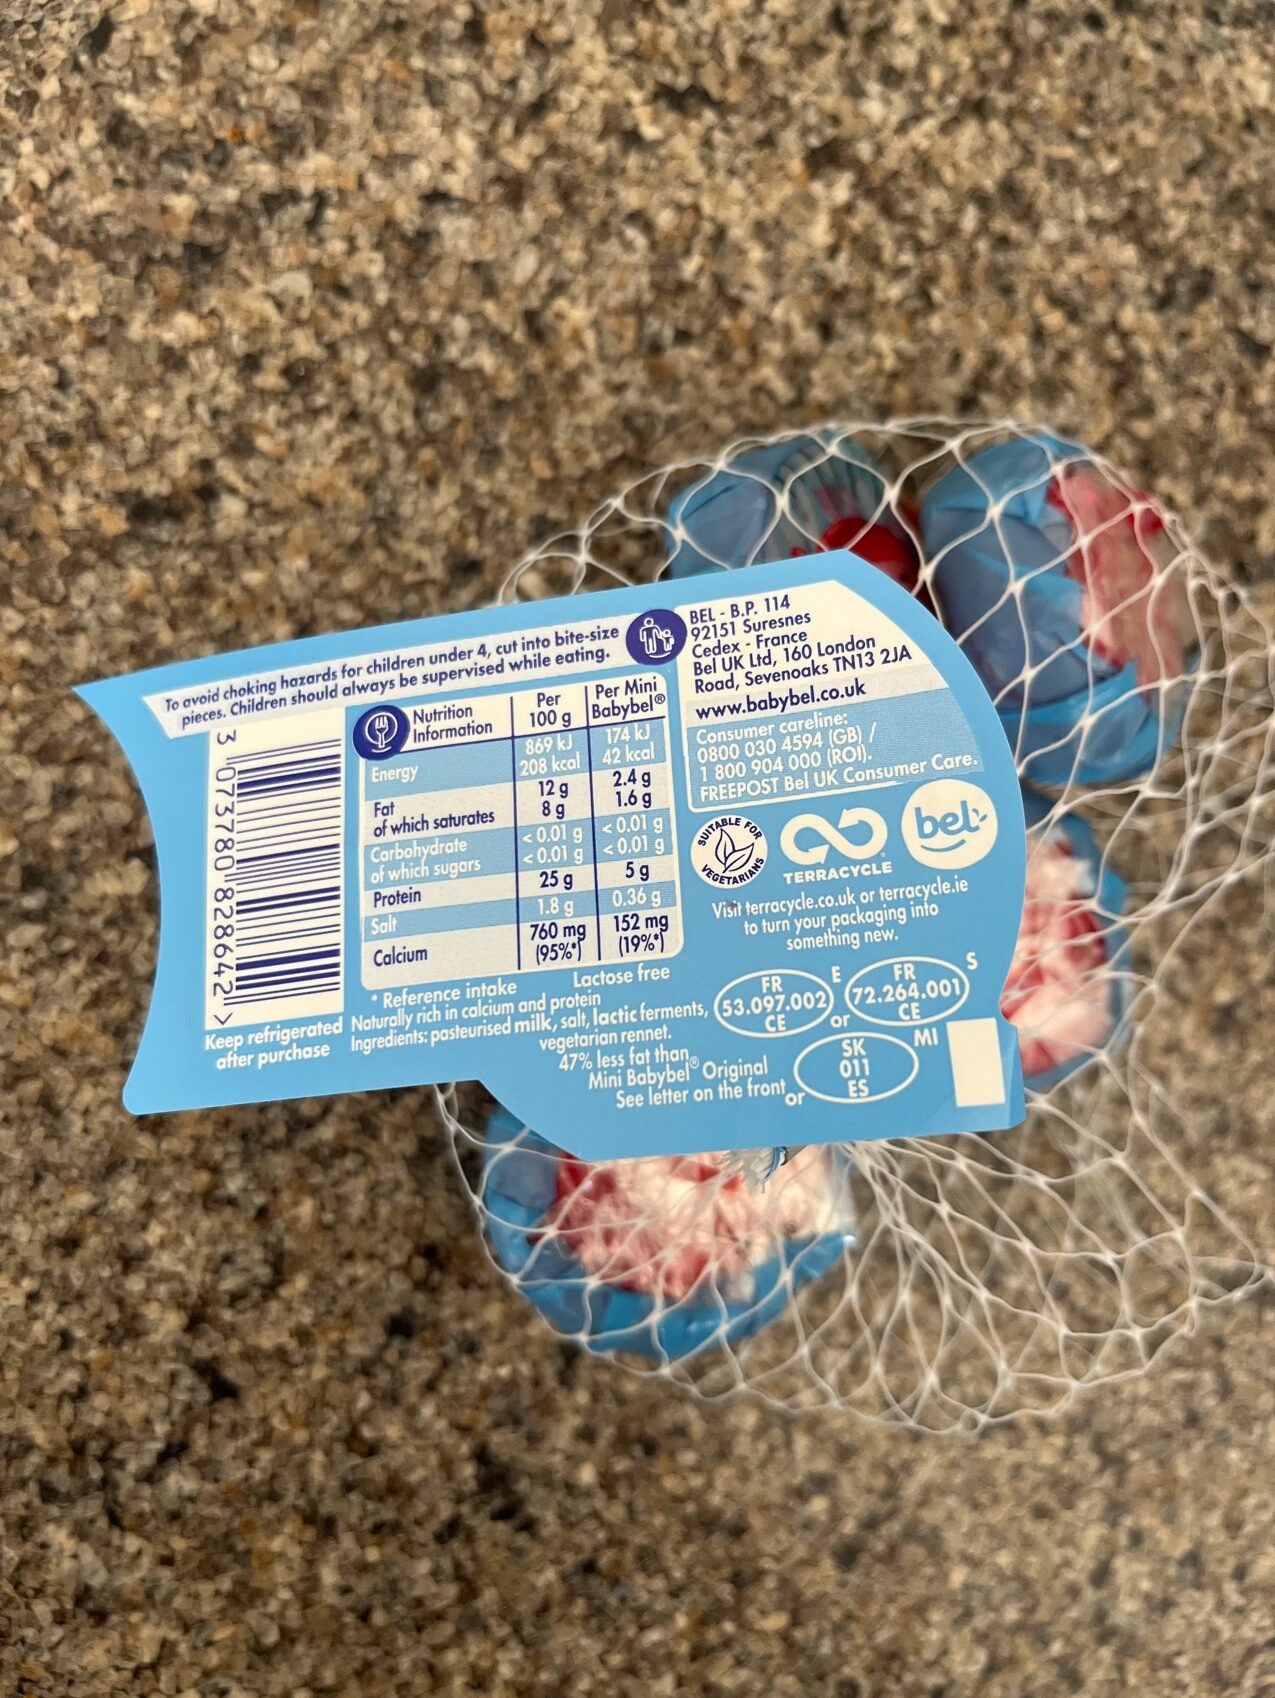 To avoid choking hazards for children under 4, cut into bite-size
pieces. Children should always be supervised while eating.
3 073780 828642 >
Keep refrigerated
after purchase
Nutrition
Information
Per
100 g
Per Mini
Babybel®
Energy
869 kJ
208 kcal
174 kJ
42 kcal
Fat
12 g
2.4 g
of which saturates
8 g
1.6 g
Carbohydrate
< 0.01 g
< 0.01 g
of which sugars
< 0.01 g
< 0.01 g
Protein
25 g
5 g
Salt
1.8 g
0.36 g
Calcium
760 mg
(95%*)
152 mg
(19%*)
* Reference intake
Lactose free
Naturally rich in calcium and protein
Ingredients: pasteurised milk, salt, lactic ferments,
vegetarian rennet.
47% less fat than
Mini Babybel® Original
See letter on the front
BEL - B.P. 114
92151 Suresnes
Cedex - France
Bel UK Ltd, 160 London
Road, Sevenoaks TN13 2JA
www.babybel.co.uk
Consumer careline:
0800 030 4594 (GB) /
1 800 904 000 (ROI).
FREEPOST Bel UK Consumer Care.
SUITABLE FOR
VEGETARIANS
TERRACYCLE
bel
Visit terracycle.co.uk or terracycle.ie
to turn your packaging into
something new.
FR
53.097.002
CE
E
or
FR
72.264.001
CE
S
or
SK
011
ES
MI